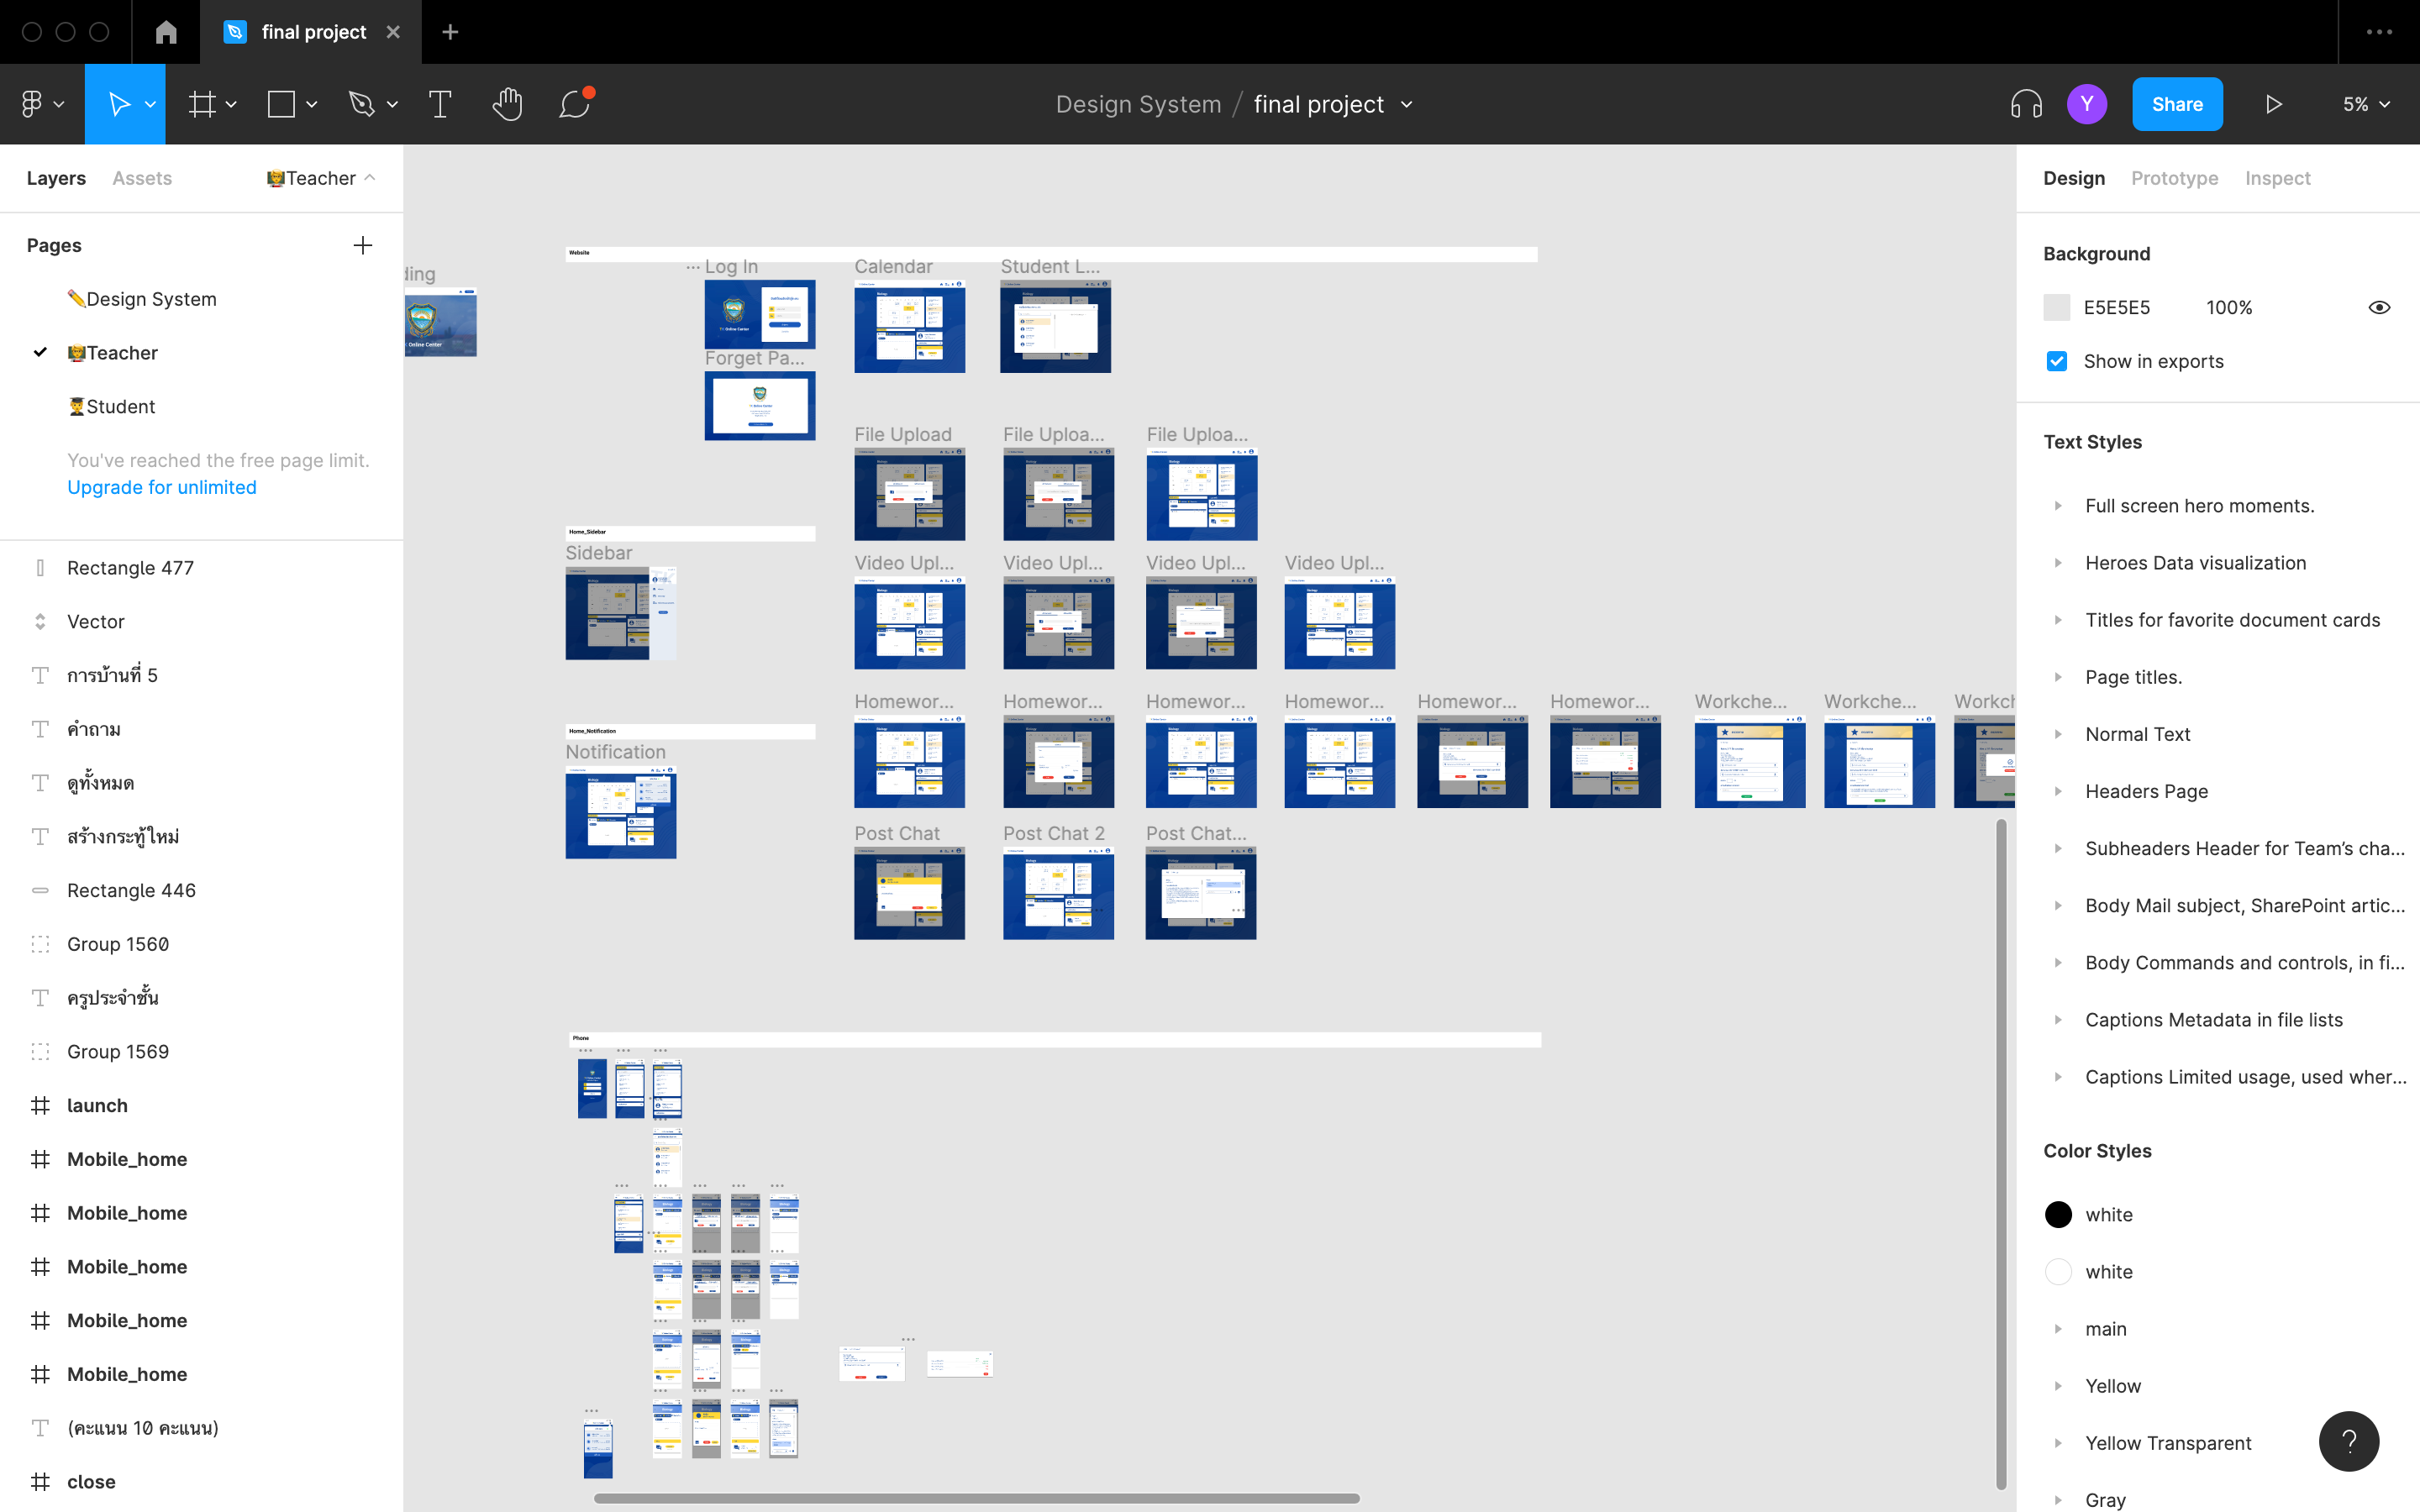 final project
Design System / final project
Y
Share
5%
Layers
Assets
👩‍🏫Teacher
Pages
✏️Design System
👩‍🏫Teacher
👨‍🎓Student
You've reached the free page limit.
Upgrade for unlimited
Rectangle 477
Vector
การบ้านที่ 5
คำถาม
ดูทั้งหมด
สร้างกระทู้ใหม่
Rectangle 446
Group 1560
ครูประจำชั้น
Group 1569
launch
Mobile_home
Mobile_home
Mobile_home
Mobile_home
Mobile_home
(คะแนน 10 คะแนน)
close
Website
ding
Log In
Calendar
Student L...
Forget Pa...
File Upload
File Uploa...
File Uploa...
Home_Sidebar
Sidebar
Video Upl...
Video Upl...
Video Upl...
Video Upl...
Homewor...
Homewor...
Homewor...
Homewor...
Homewor...
Homewor...
Workche...
Workche...
Workch
Home_Notification
Notification
Post Chat
Post Chat 2
Post Chat...
Phone
Design
Prototype
Inspect
Background
E5E5E5
100%
Show in exports
Text Styles
Full screen hero moments.
Heroes Data visualization
Titles for favorite document cards
Page titles.
Normal Text
Headers Page
Subheaders Header for Team’s cha...
Body Mail subject, SharePoint artic...
Body Commands and controls, in fi...
Captions Metadata in file lists
Captions Limited usage, used wher...
Color Styles
white
white
main
Yellow
Yellow Transparent
Gray
?